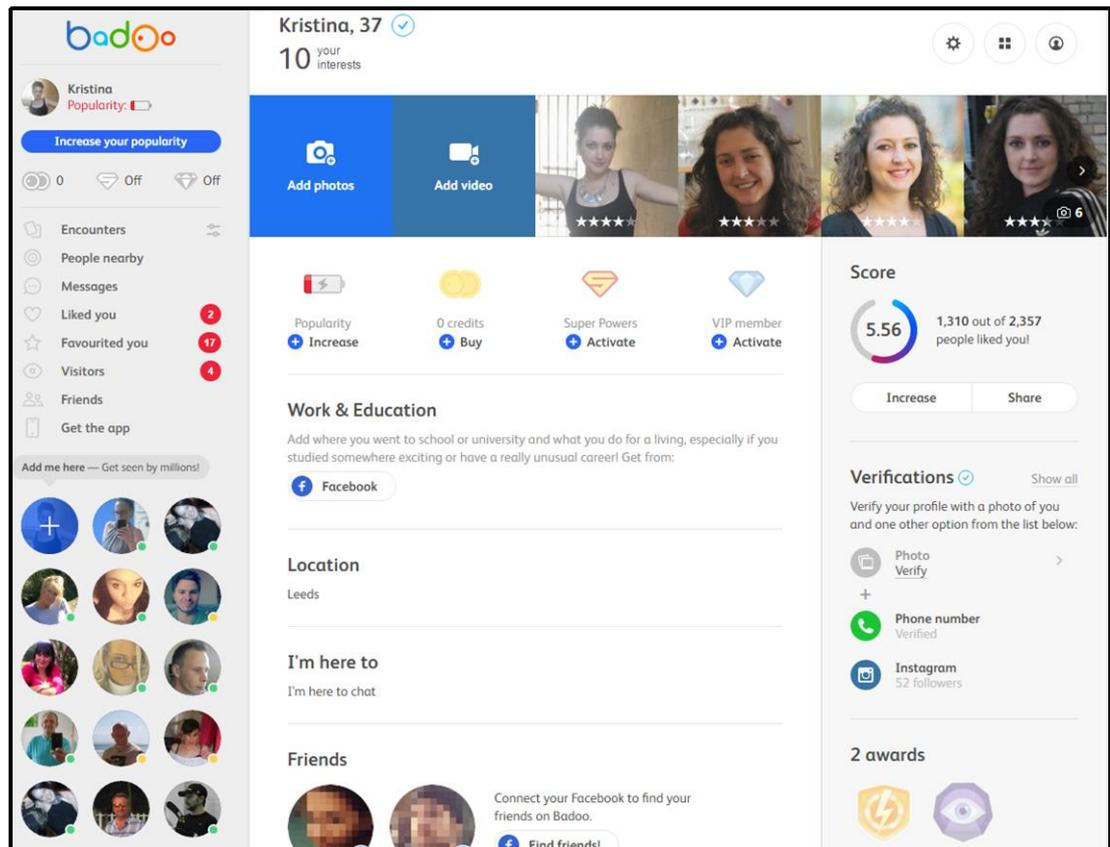 badoo
Kristina
Popularity:
Increase your popularity
0 Off Off
Encounters
People nearby
Messages
Liked you 2
Favourited you 17
Visitors 4
Friends
Get the app
Add me here — Get seen by millions!
Kristina, 37
10 your interests
Add photos
Add video
6
Popularity
Increase
0 credits
Buy
Super Powers
Activate
VIP member
Activate
Work & Education
Add where you went to school or university and what you do for a living, especially if you
studied somewhere exciting or have a really unusual career! Get from:
Facebook
Location
Leeds
I'm here to
I'm here to chat
Friends
Connect your Facebook to find your
friends on Badoo.
Find friends!
Score
5.56
1,310 out of 2,357
people liked you!
Increase
Share
Verifications
Show all
Verify your profile with a photo of you
and one other option from the list below:
Photo
Verify
+
Phone number
Verified
Instagram
52 followers
2 awards